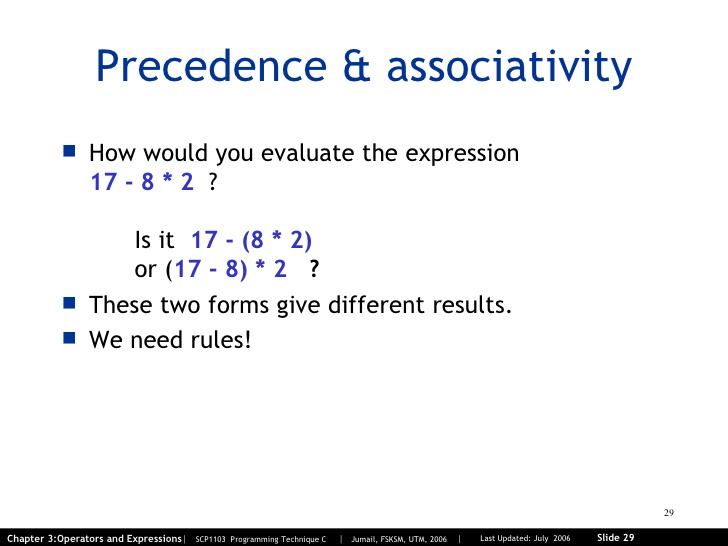 Precedence & associativity
■ How would you evaluate the expression
17 - 8 * 2 ?
Is it 17 - (8 * 2)
or (17 - 8) * 2 ?
■ These two forms give different results.
■ We need rules!
29
Chapter 3:Operators and Expressions| SCP1103 Programming Technique C | Jumail, FSKSM, UTM, 2006 | Last Updated: July 2006 Slide 29